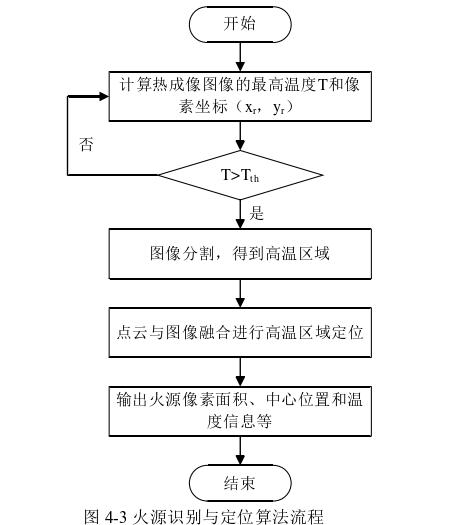 开始
计算热成像图像的最高温度T和像
素坐标（xr，yr）
否
T>Tth
是
图像分割，得到高温区域
点云与图像融合进行高温区域定位
输出火源像素面积、中心位置和温
度信息等
结束
图 4-3 火源识别与定位算法流程